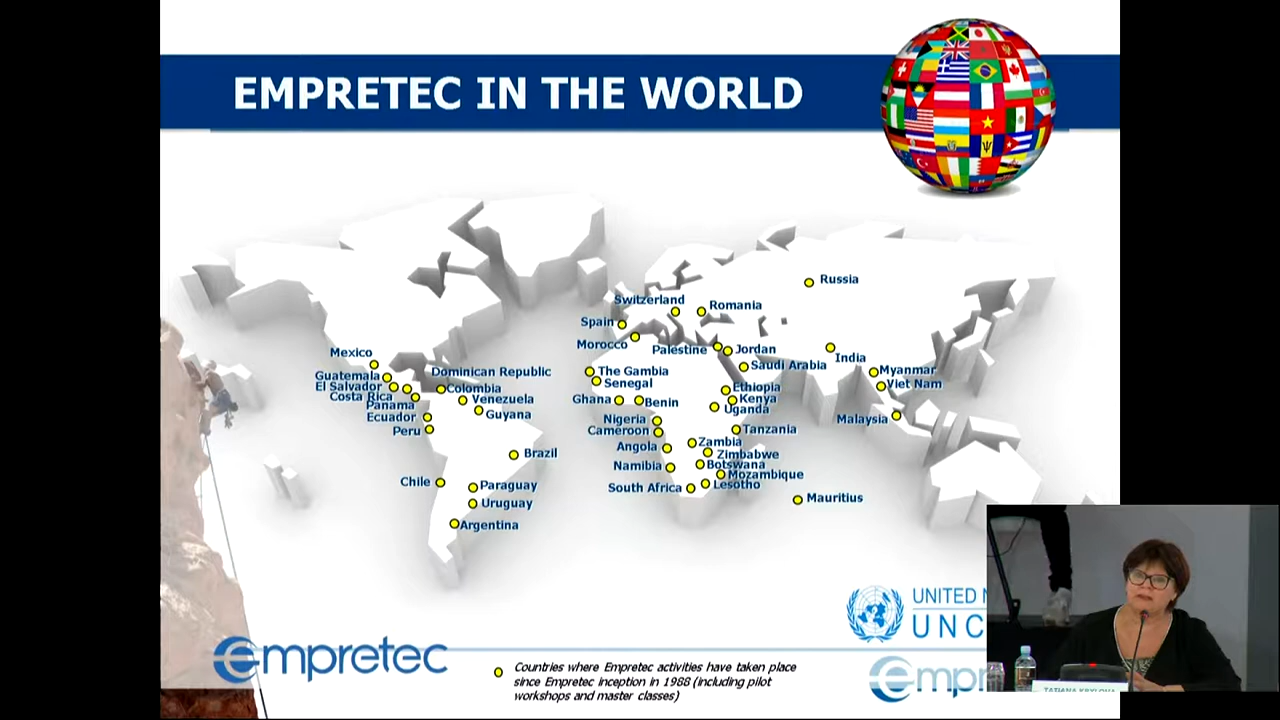 EMPRETEC IN THE WORLD
Russia
Switzerland
Romania
Spain
Morocco
Palestine
Jordan
India
Mexico
Saudi Arabia
Myanmar
Guatemala
Dominican Republic
The Gambia
Viet Nam
El Salvador
Colombia
Senegal
Ethiopia
Costa Rica
Venezuela
Ghana
Benin
Kenya
Panama
Uganda
Guyana
Ecuador
Nigeria
Malaysia
Peru
Cameroon
Tanzania
Angola
Zambia
Brazil
Zimbabwe
Namibia
Botswana
Mozambique
Chile
Paraguay
South Africa
Lesotho
Mauritius
Uruguay
Argentina
UNITED
UNC
Empretec
Countries where Empretec activities have taken place
since Empretec inception in 1988 (including pilot
workshops and master classes)
Empr
TATIANA KRYLOVA